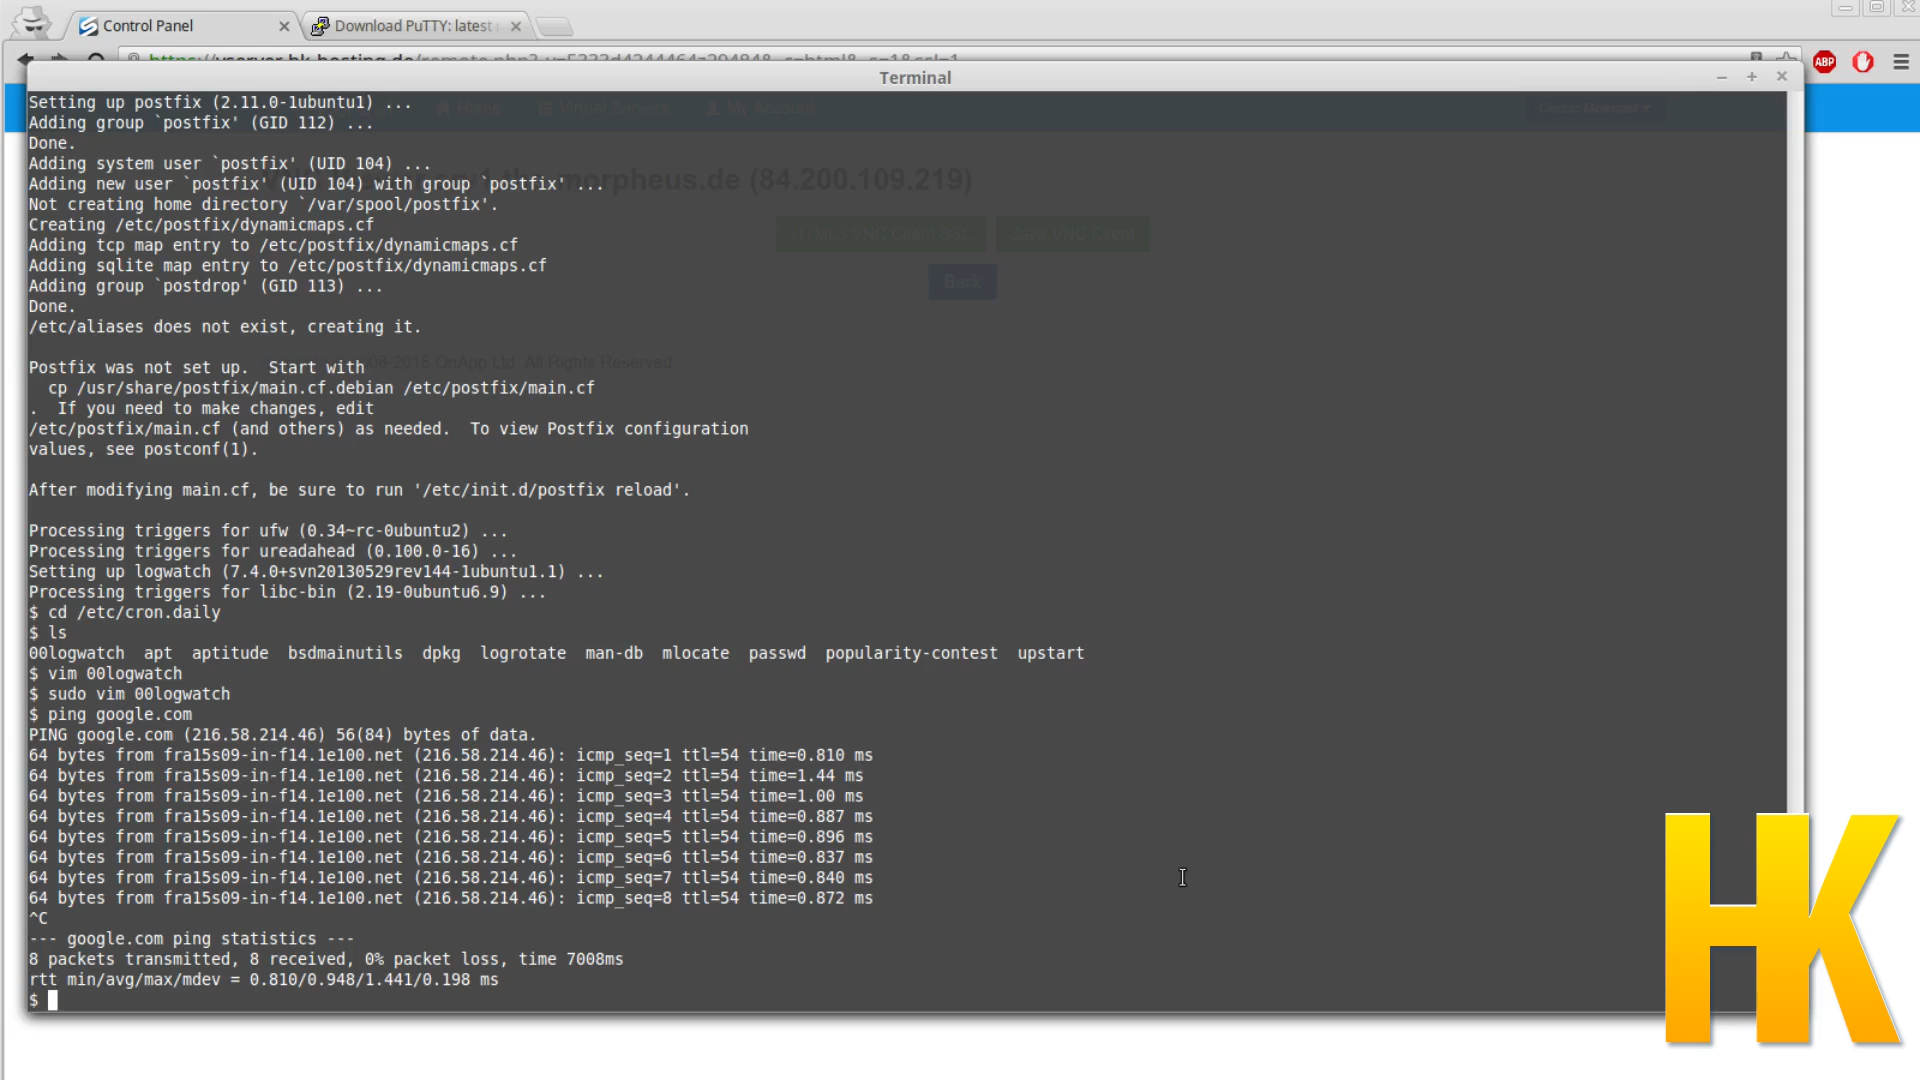 Control Panel
Download PuTTY: latest
https://vserver.hk-hosting.de/remote.php?
ABP
Terminal
Home
Virtual Servers
My Account
Setting up postfix (2.11.0-1ubuntu1) ...
Adding group `postfix' (GID 112) ...
Done.
Adding system user `postfix' (UID 104) ...
Adding new user `postfix' (UID 104) with group `postfix' ...
morpheus.de (84.200.109.219)
Not creating home directory `/var/spool/postfix'.
Creating /etc/postfix/dynamicmaps.cf
HTML5 VNC Client SSL
Java VNC Client
Adding tcp map entry to /etc/postfix/dynamicmaps.cf
Adding sqlite map entry to /etc/postfix/dynamicmaps.cf
Back
Adding group `postdrop' (GID 113) ...
Done.
/etc/aliases does not exist, creating it.
OnApp Ltd. All Rights Reserved
Postfix was not set up.  Start with
  cp /usr/share/postfix/main.cf.debian /etc/postfix/main.cf
.  If you need to make changes, edit
/etc/postfix/main.cf (and others) as needed.  To view Postfix configuration
values, see postconf(1).
After modifying main.cf, be sure to run '/etc/init.d/postfix reload'.
Processing triggers for ufw (0.34~rc-0ubuntu2) ...
Processing triggers for ureadahead (0.100.0-16) ...
Setting up logwatch (7.4.0+svn20130529rev144-1ubuntu1.1) ...
Processing triggers for libc-bin (2.19-0ubuntu6.9) ...
$ cd /etc/cron.daily
$ ls
00logwatch  apt  aptitude  bsdmainutils  dpkg  logrotate  man-db  mlocate  passwd  popularity-contest  upstart
$ vim 00logwatch
$ sudo vim 00logwatch
$ ping google.com
PING google.com (216.58.214.46) 56(84) bytes of data.
64 bytes from fra15s09-in-f14.1e100.net (216.58.214.46): icmp_seq=1 ttl=54 time=0.810 ms
64 bytes from fra15s09-in-f14.1e100.net (216.58.214.46): icmp_seq=2 ttl=54 time=1.44 ms
64 bytes from fra15s09-in-f14.1e100.net (216.58.214.46): icmp_seq=3 ttl=54 time=1.00 ms
64 bytes from fra15s09-in-f14.1e100.net (216.58.214.46): icmp_seq=4 ttl=54 time=0.887 ms
64 bytes from fra15s09-in-f14.1e100.net (216.58.214.46): icmp_seq=5 ttl=54 time=0.896 ms
64 bytes from fra15s09-in-f14.1e100.net (216.58.214.46): icmp_seq=6 ttl=54 time=0.837 ms
64 bytes from fra15s09-in-f14.1e100.net (216.58.214.46): icmp_seq=7 ttl=54 time=0.840 ms
64 bytes from fra15s09-in-f14.1e100.net (216.58.214.46): icmp_seq=8 ttl=54 time=0.872 ms
^C
--- google.com ping statistics ---
8 packets transmitted, 8 received, 0% packet loss, time 7008ms
rtt min/avg/max/mdev = 0.810/0.948/1.441/0.198 ms
$
HK